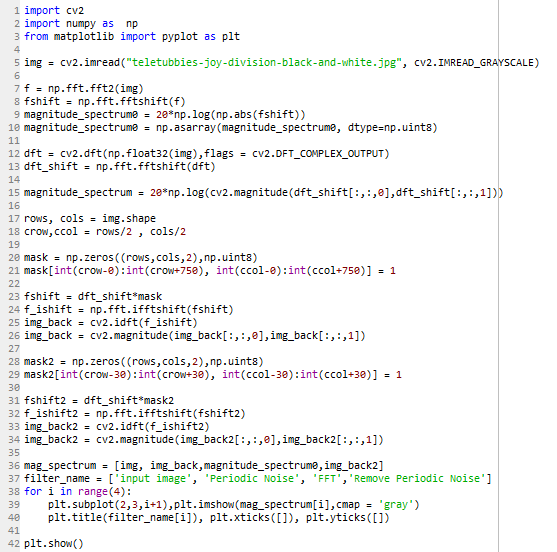 1 import cv2
2 import numpy as  np
3 from matplotlib import pyplot as plt
4
5 img = cv2.imread("teletubbies-joy-division-black-and-white.jpg", cv2.IMREAD_GRAYSCALE)
6
7 f = np.fft.fft2(img)
8 fshift = np.fft.fftshift(f)
9 magnitude_spectrum0 = 20*np.log(np.abs(fshift))
10 magnitude_spectrum0 = np.asarray(magnitude_spectrum0, dtype=np.uint8)
11
12 dft = cv2.dft(np.float32(img),flags = cv2.DFT_COMPLEX_OUTPUT)
13 dft_shift = np.fft.fftshift(dft)
14
15 magnitude_spectrum = 20*np.log(cv2.magnitude(dft_shift[:,:,0],dft_shift[:,:,1]))
16
17 rows, cols = img.shape
18 crow,ccol = rows/2 , cols/2
19
20 mask = np.zeros((rows,cols,2),np.uint8)
21 mask[int(crow-0):int(crow+750), int(ccol-0):int(ccol+750)] = 1
22
23 fshift = dft_shift*mask
24 f_ishift = np.fft.ifftshift(fshift)
25 img_back = cv2.idft(f_ishift)
26 img_back = cv2.magnitude(img_back[:,:,0],img_back[:,:,1])
27
28 mask2 = np.zeros((rows,cols,2),np.uint8)
29 mask2[int(crow-30):int(crow+30), int(ccol-30):int(ccol+30)] = 1
30
31 fshift2 = dft_shift*mask2
32 f_ishift2 = np.fft.ifftshift(fshift2)
33 img_back2 = cv2.idft(f_ishift2)
34 img_back2 = cv2.magnitude(img_back2[:,:,0],img_back2[:,:,1])
35
36 mag_spectrum = [img, img_back,magnitude_spectrum0,img_back2]
37 filter_name = ['input image', 'Periodic Noise', 'FFT','Remove Periodic Noise']
38 for i in range(4):
39     plt.subplot(2,3,i+1),plt.imshow(mag_spectrum[i],cmap = 'gray')
40     plt.title(filter_name[i]), plt.xticks([]), plt.yticks([])
41
42 plt.show()